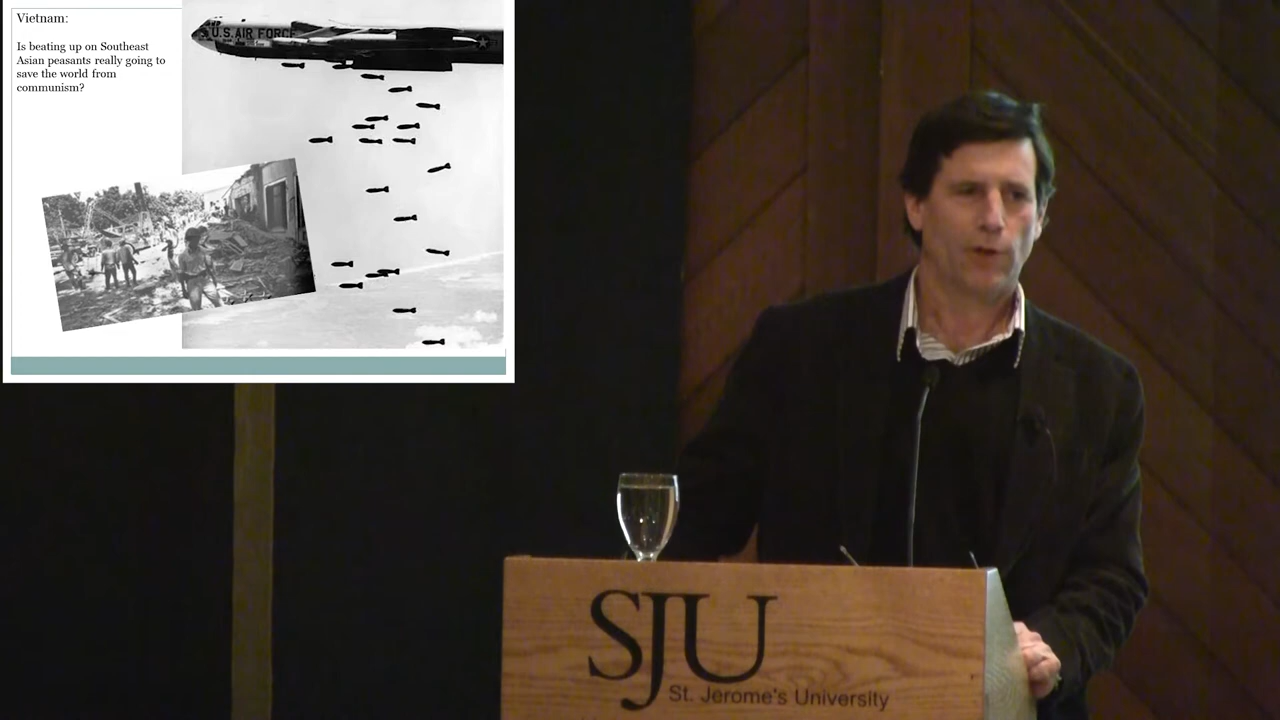 Vietnam:
Is beating up on Southeast
Asian peasants really going to
save the world from
communism?
U.S. AIR FORCE
SJU
St. Jerome's University